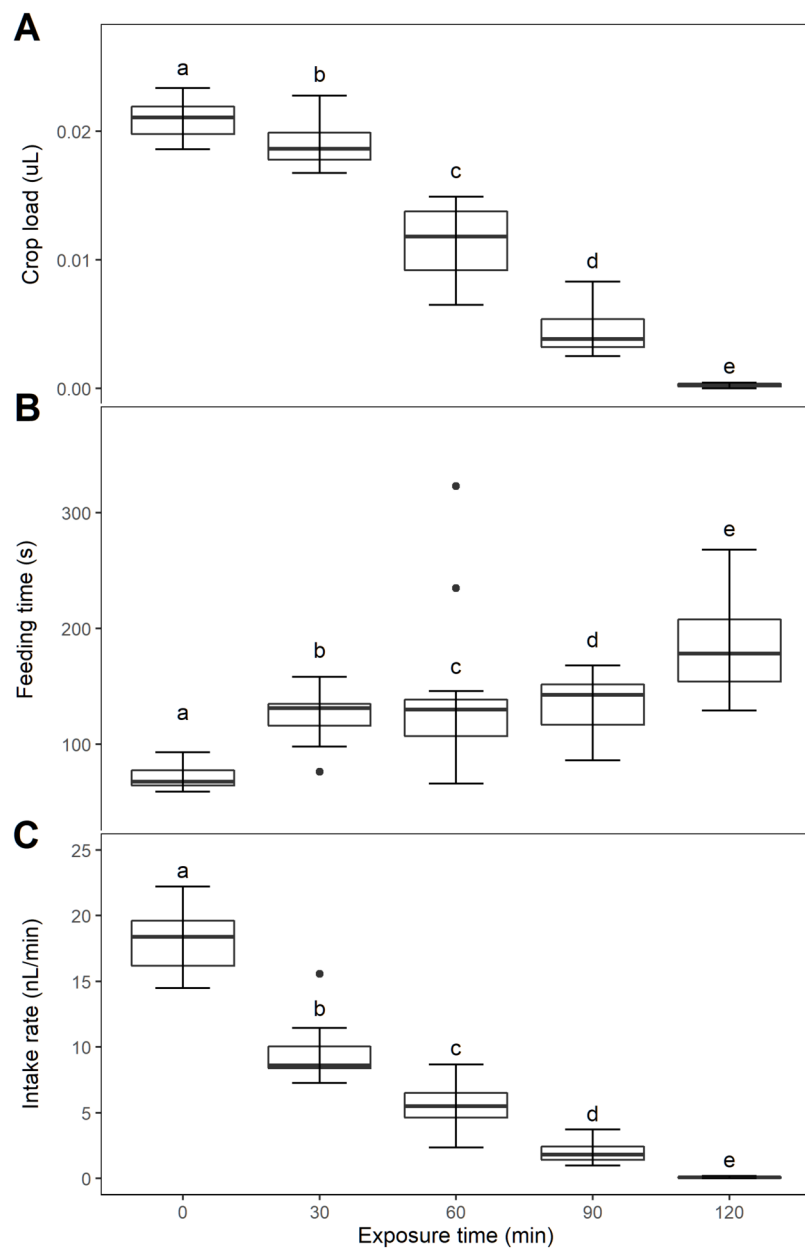 A
a
b
c
d
e
0.02
0.01
0.00
Crop load (uL)
B
a
b
c
d
e
300
200
100
Feeding time (s)
C
a
b
c
d
e
25
20
15
10
5
0
Intake rate (nL/min)
0 30 60 90 120
Exposure time (min)